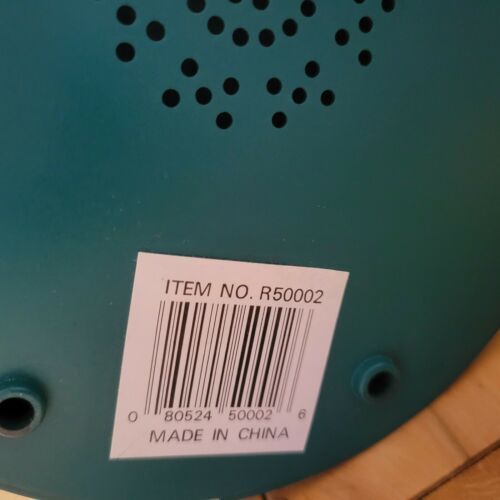 ITEM NO. R50002
0 80524 50002 6
MADE IN CHINA